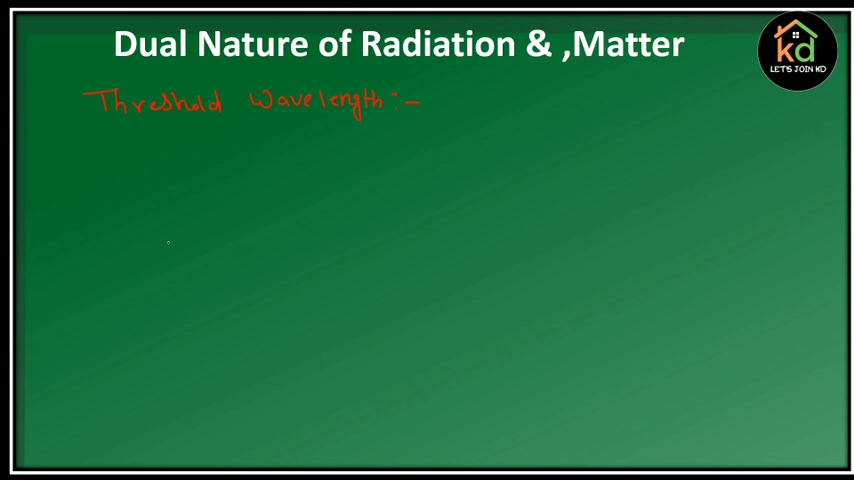 Dual Nature of Radiation & ,Matter
kd
LET'S JOIN KD
Threshold Wavelength:-